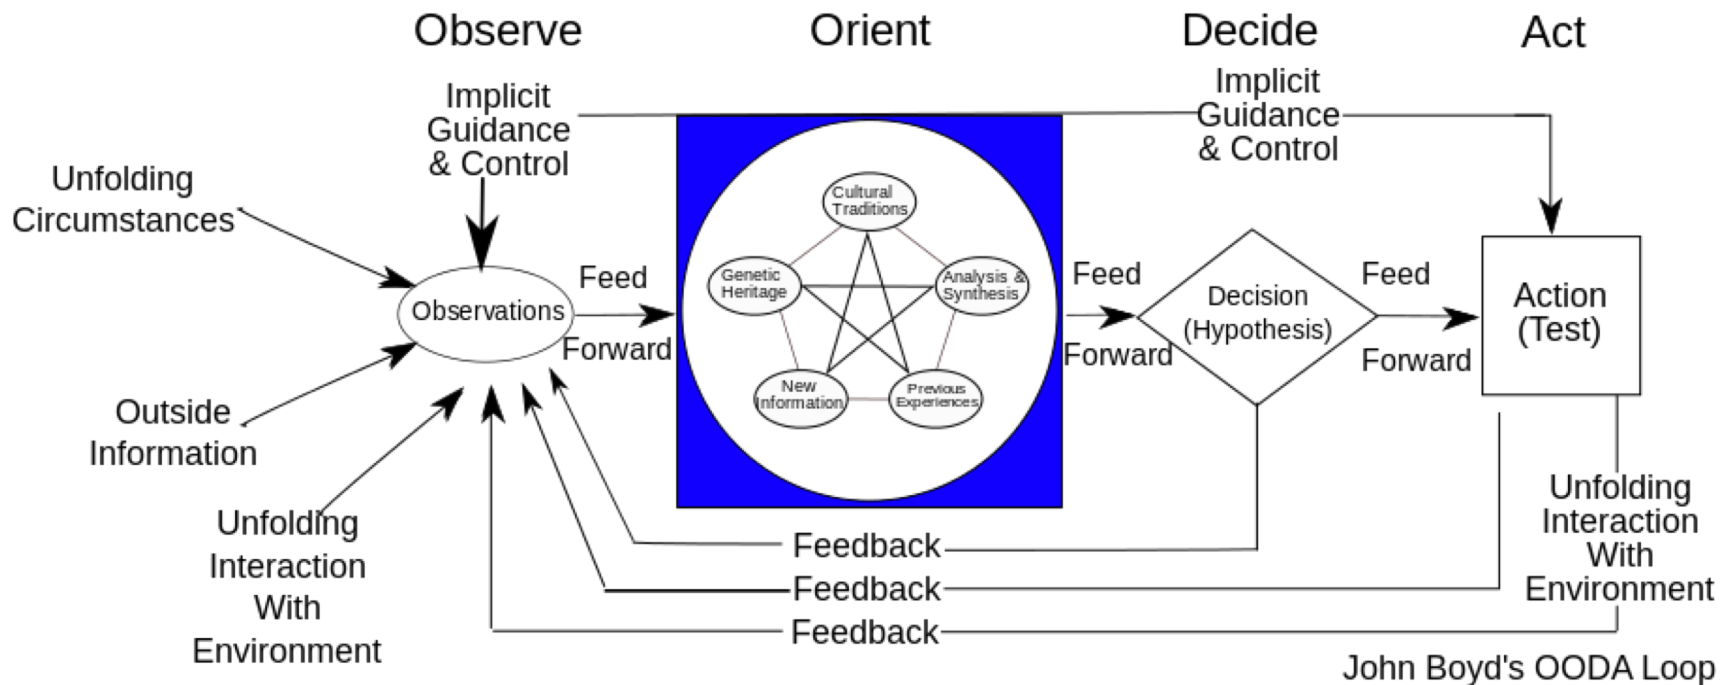 Observe
Orient
Decide
Act
Implicit
Guidance
& Control
Implicit
Guidance
& Control
Unfolding
Circumstances
Observations
Outside
Information
Unfolding
Interaction
With
Environment
Feed
Forward
Cultural
Traditions
Genetic
Heritage
Analysis &
Synthesis
New
Information
Previous
Experiences
Feed
Forward
Decision
(Hypothesis)
Feed
Forward
Action
(Test)
Unfolding
Interaction
With
Environment
Feedback
Feedback
Feedback
John Boyd's OODA Loop